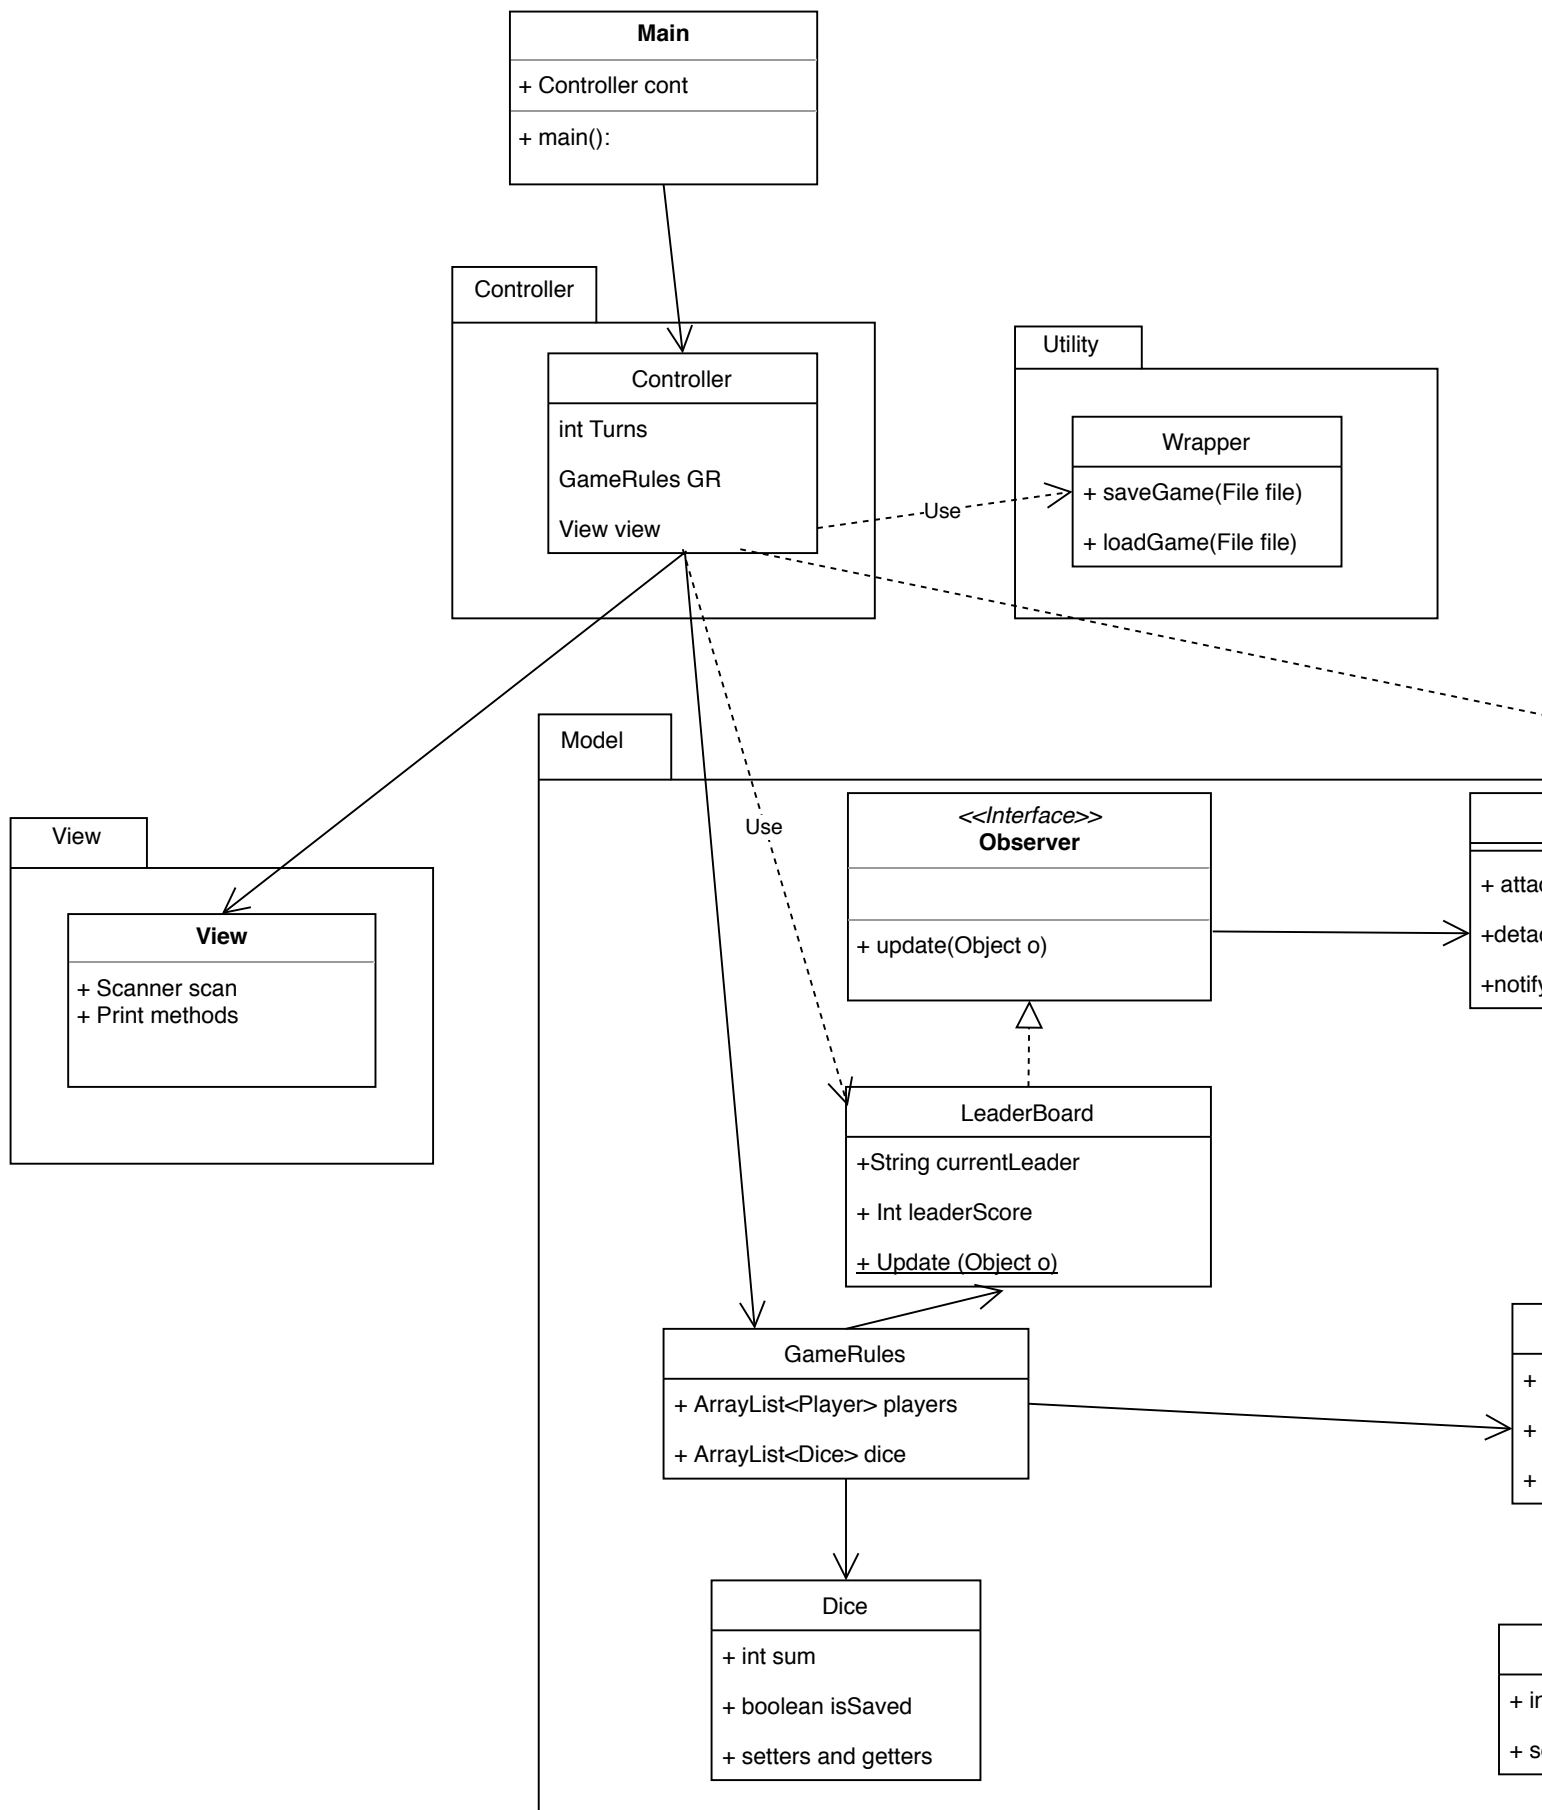 Main
+ Controller cont
+ main():
Controller
Controller
int Turns
GameRules GR
View view
Use
Utility
Wrapper
+ saveGame(File file)
+ loadGame(File file)
Model
Use
<<Interface>>
Observer
+ update(Object o)
View
View
+ Scanner scan
+ Print methods
LeaderBoard
+String currentLeader
+ Int leaderScore
+ Update (Object o)
GameRules
+ ArrayList<Player> players
+ ArrayList<Dice> dice
Dice
+ int sum
+ boolean isSaved
+ setters and getters
+
+
+
+
+